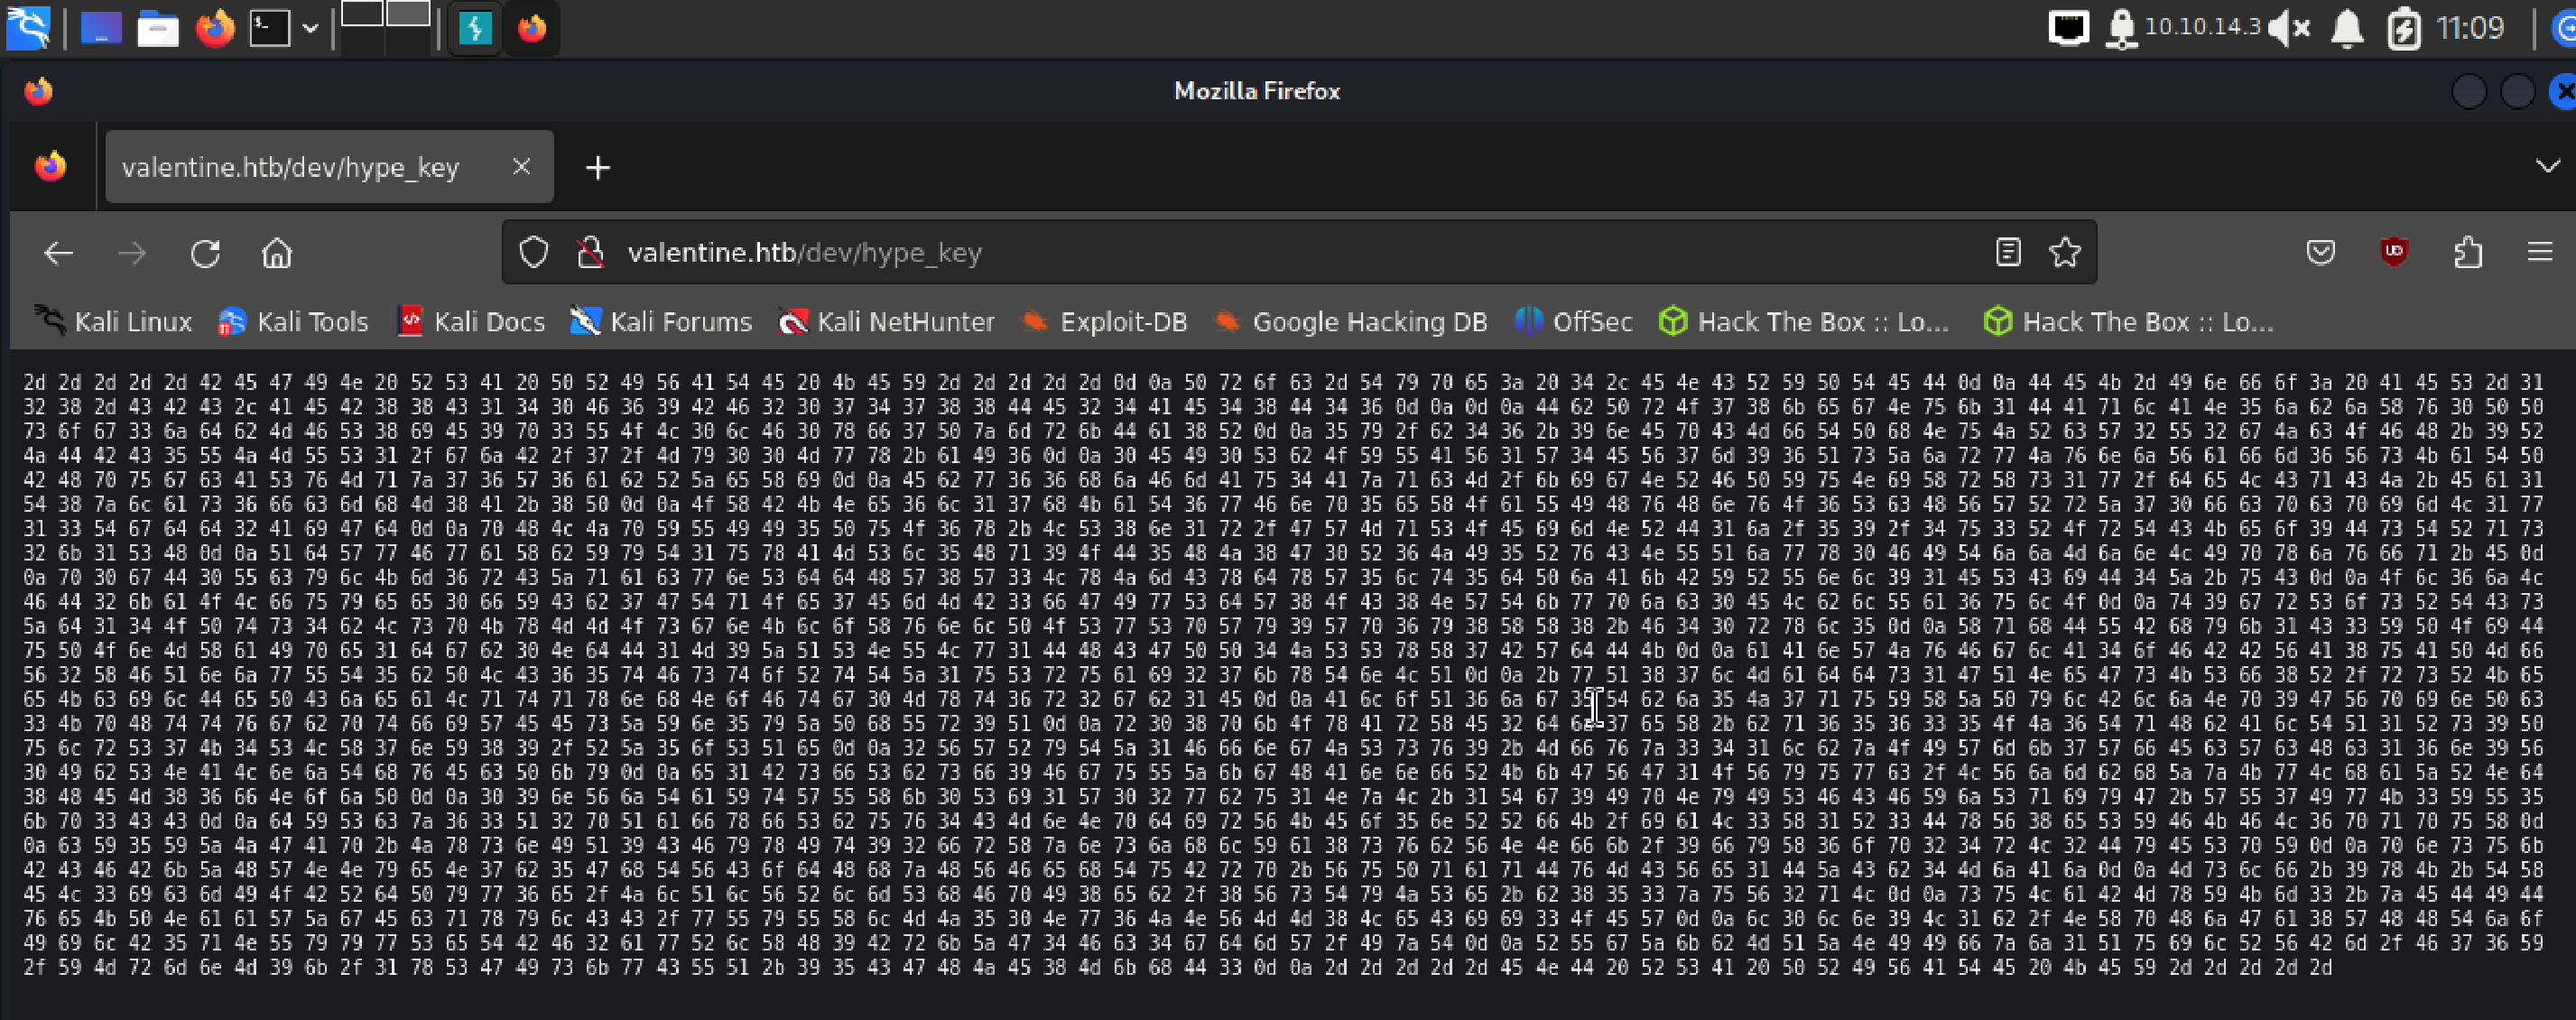 10.10.14.3
11:09
Mozilla Firefox
valentine.htb/dev/hype_key
valentine.htb/dev/hype_key
Kali Linux Kali Tools Kali Docs Kali Forums Kali NetHunter Exploit-DB Google Hacking DB OffSec Hack The Box :: Lo... Hack The Box :: Lo...
2d 2d 2d 2d 2d 42 45 47 49 4e 20 52 53 41 20 50 52 49 56 41 54 45 20 4b 45 59 2d 2d 2d 2d 2d 0d 0a 50 72 6f 63 2d 54 79 70 65 3a 20 34 2c 45 4e 43 52 59 50 54 45 44 0d 0a 44 45 4b 2d 49 6e 66 6f 3a 20 41 45 53 2d 31
32 38 2d 43 42 43 2c 41 45 42 38 38 43 31 34 30 46 36 39 42 46 32 30 37 34 37 38 38 44 45 32 34 41 45 34 38 44 34 36 0d 0a 0d 0a 44 62 50 72 4f 37 38 6b 65 67 4e 75 6b 31 44 41 71 6c 41 4e 35 6a 62 6a 58 76 30 50 50
73 6f 67 33 6a 64 62 4d 46 53 38 69 45 39 70 33 55 4f 4c 30 6c 46 30 78 66 37 50 7a 6d 72 6b 44 61 38 52 0d 0a 35 79 2f 62 34 36 2b 39 6e 45 70 43 4d 66 54 50 68 4e 75 4a 52 63 57 32 55 32 67 4a 63 4f 46 48 2b 39 52
4a 44 42 43 35 55 4a 4d 55 53 31 2f 67 6a 42 2f 37 2f 4d 79 30 30 4d 77 78 2b 61 49 36 0d 0a 30 45 49 30 53 62 4f 59 55 41 56 31 57 34 45 56 37 6d 39 36 51 73 5a 6a 72 77 4a 76 6e 6a 56 61 66 6d 36 56 73 4b 61 54 50
42 48 70 75 67 63 41 53 76 4d 71 7a 37 36 57 36 61 62 52 5a 65 58 69 0d 0a 45 62 77 36 36 68 6a 46 6d 41 75 34 41 7a 71 63 4d 2f 6b 69 67 4e 52 46 50 59 75 4e 69 58 72 58 73 31 77 2f 64 65 4c 43 71 43 4a 2b 45 61 31
54 38 7a 6c 61 73 36 66 63 6d 68 4d 38 41 2b 38 50 0d 0a 4f 58 42 4b 4e 65 36 6c 31 37 68 4b 61 54 36 77 46 6e 70 35 65 58 4f 61 55 49 48 76 48 6e 76 4f 36 53 63 48 56 57 52 72 5a 37 30 66 63 70 63 70 69 6d 4c 31 77
31 33 54 67 64 64 32 41 69 47 64 0d 0a 70 48 4c 4a 70 59 55 49 49 35 50 75 4f 36 78 2b 4c 53 38 6e 31 72 2f 47 57 4d 71 53 4f 45 69 6d 4e 52 44 31 6a 2f 35 39 2f 34 75 33 52 4f 72 54 43 4b 65 6f 39 44 73 54 52 71 73
32 6b 31 53 48 0d 0a 51 64 57 77 46 77 61 58 62 59 79 54 31 75 78 41 4d 53 6c 35 48 71 39 4f 44 35 48 4a 38 47 30 52 36 4a 49 35 52 76 43 4e 55 51 6a 77 78 30 46 49 54 6a 6a 4d 6a 6e 4c 49 70 78 6a 76 66 71 2b 45 0d
0a 70 30 67 44 30 55 63 79 6c 4b 6d 36 72 43 5a 71 61 63 77 6e 53 64 64 48 57 38 57 33 4c 78 4a 6d 43 78 64 78 57 35 6c 74 35 64 50 6a 41 6b 42 59 52 55 6e 6c 39 31 45 53 43 69 44 34 5a 2b 75 43 0d 0a 4f 6c 36 6a 4c
46 44 32 6b 61 4f 4c 66 75 79 65 65 30 66 59 43 62 37 47 54 71 4f 65 37 45 6d 4d 42 33 66 47 49 77 53 64 57 38 4f 43 38 4e 57 54 6b 77 70 6a 63 30 45 4c 62 6c 55 61 36 75 6c 4f 0d 0a 74 39 67 72 53 6f 73 52 54 43 73
5a 64 31 34 4f 50 74 73 34 62 4c 73 70 4b 78 4d 4d 4f 73 67 6e 4b 6c 6f 58 76 6e 6c 50 4f 53 77 53 70 57 79 39 57 70 36 79 38 58 58 38 2b 46 34 30 72 78 6c 35 0d 0a 58 71 68 44 55 42 68 79 6b 31 43 33 59 50 4f 69 44
75 50 4f 6e 4d 58 61 49 70 65 31 64 67 62 30 4e 64 44 31 4d 39 5a 51 53 4e 55 4c 77 31 44 48 43 47 50 50 34 4a 53 53 78 58 37 42 57 64 44 4b 0d 0a 61 41 6e 57 4a 76 46 67 6c 41 34 6f 46 42 42 56 41 38 75 41 50 4d 66
56 32 58 46 51 6e 6a 77 55 54 35 62 50 4c 43 36 35 74 46 73 74 6f 52 74 54 5a 31 75 53 72 75 61 69 32 37 6b 78 54 6e 4c 51 0d 0a 2b 77 51 38 37 6c 4d 61 64 64 73 31 47 51 4e 65 47 73 4b 53 66 38 52 2f 72 73 52 4b 65
65 4b 63 69 6c 44 65 50 43 6a 65 61 4c 71 74 71 78 6e 68 4e 6f 46 74 67 30 4d 78 74 36 72 32 67 62 31 45 0d 0a 41 6c 6f 51 36 6a 67 35 54 62 6a 35 4a 37 71 75 59 58 5a 50 79 6c 42 6c 6a 4e 70 39 47 56 70 69 6e 50 63
33 4b 70 48 74 74 76 67 62 70 74 66 69 57 45 45 73 5a 59 6e 35 79 5a 50 68 55 72 39 51 0d 0a 72 30 38 70 6b 4f 78 41 72 58 45 32 64 6a 37 65 58 2b 62 71 36 35 36 33 35 4f 4a 36 54 71 48 62 41 6c 54 51 31 52 73 39 50
75 6c 72 53 37 4b 34 53 4c 58 37 6e 59 38 39 2f 52 5a 35 6f 53 51 65 0d 0a 32 56 57 52 79 54 5a 31 46 66 6e 67 4a 53 73 76 39 2b 4d 66 76 7a 33 34 31 6c 62 7a 4f 49 57 6d 6b 37 57 66 45 63 57 63 48 63 31 36 6e 39 56
30 49 62 53 4e 41 4c 6e 6a 54 68 76 45 63 50 6b 79 0d 0a 65 31 42 73 66 53 62 73 66 39 46 67 75 55 5a 6b 67 48 41 6e 6e 66 52 4b 6b 47 56 47 31 4f 56 79 75 77 63 2f 4c 56 6a 6d 62 68 5a 7a 4b 77 4c 68 61 5a 52 4e 64
38 48 45 4d 38 36 66 4e 6f 6a 50 0d 0a 30 39 6e 56 6a 54 61 59 74 57 55 58 6b 30 53 69 31 57 30 32 77 62 75 31 4e 7a 4c 2b 31 54 67 39 49 70 4e 79 49 53 46 43 46 59 6a 53 71 69 79 47 2b 57 55 37 49 77 4b 33 59 55 35
6b 70 33 43 43 0d 0a 64 59 53 63 7a 36 33 51 32 70 51 61 66 78 66 53 62 75 76 34 43 4d 6e 4e 70 64 69 72 56 4b 45 6f 35 6e 52 52 66 4b 2f 69 61 4c 33 58 31 52 33 44 78 56 38 65 53 59 46 4b 46 4c 36 70 71 70 75 58 0d
0a 63 59 35 59 5a 4a 47 41 70 2b 4a 78 73 6e 49 51 39 43 46 79 78 49 74 39 32 66 72 58 7a 6e 73 6a 68 6c 59 61 38 73 76 62 56 4e 4e 66 6b 2f 39 66 79 58 36 6f 70 32 34 72 4c 32 44 79 45 53 70 59 0d 0a 70 6e 73 75 6b
42 43 46 42 6b 5a 48 57 4e 4e 79 65 4e 37 62 35 47 68 54 56 43 6f 64 48 68 7a 48 56 46 65 68 54 75 42 72 70 2b 56 75 50 71 61 71 44 76 4d 43 56 65 31 44 5a 43 62 34 4d 6a 41 6a 0d 0a 4d 73 6c 66 2b 39 78 4b 2b 54 58
45 4c 33 69 63 6d 49 4f 42 52 64 50 79 77 36 65 2f 4a 6c 51 6c 56 52 6c 6d 53 68 46 70 49 38 65 62 2f 38 56 73 54 79 4a 53 65 2b 62 38 35 33 7a 75 56 32 71 4c 0d 0a 73 75 4c 61 42 4d 78 59 4b 6d 33 2b 7a 45 44 49 44
76 65 4b 50 4e 61 61 57 5a 67 45 63 71 78 79 6c 43 43 2f 77 55 79 55 58 6c 4d 4a 35 30 4e 77 36 4a 4e 56 4d 4d 38 4c 65 43 69 69 33 4f 45 57 0d 0a 6c 30 6c 6e 39 4c 31 62 2f 4e 58 70 48 6a 47 61 38 57 48 48 54 6a 6f
49 69 6c 42 35 71 4e 55 79 79 77 53 65 54 42 46 32 61 77 52 6c 58 48 39 42 72 6b 5a 47 34 46 63 34 67 64 6d 57 2f 49 7a 54 0d 0a 52 55 67 5a 6b 62 4d 51 5a 4e 49 49 66 7a 6a 31 51 75 69 6c 52 56 42 6d 2f 46 37 36 59
2f 59 4d 72 6d 6e 4d 39 6b 2f 31 78 53 47 49 73 6b 77 43 55 51 2b 39 35 43 47 48 4a 45 38 4d 6b 68 44 33 0d 0a 2d 2d 2d 2d 2d 45 4e 44 20 52 53 41 20 50 52 49 56 41 54 45 20 4b 45 59 2d 2d 2d 2d 2d